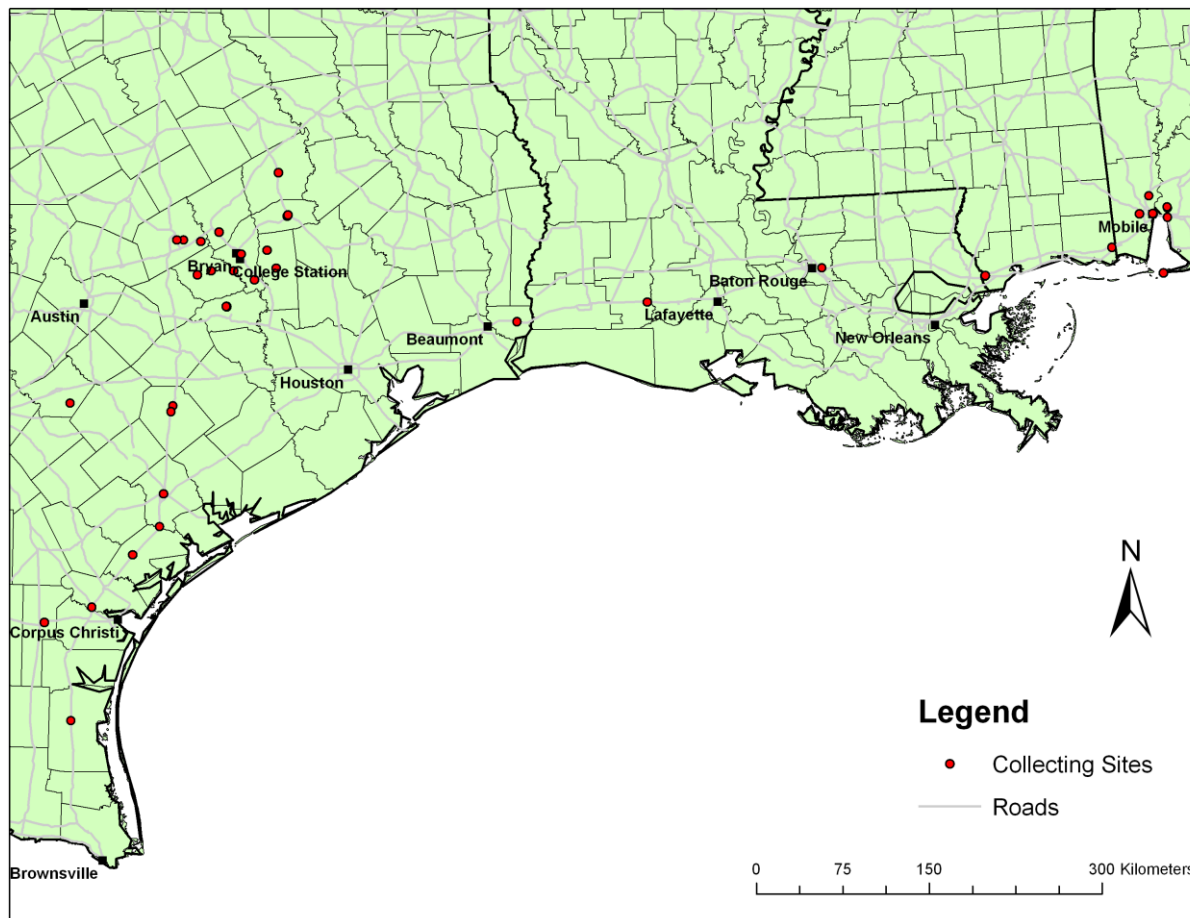 Mobile
Bryan
College Station
Baton Rouge
Austin
Lafayette
Beaumont
New Orleans
Houston
N
Corpus Christi
Legend
Collecting Sites
Roads
Brownsville
0 75 150 300 Kilometers